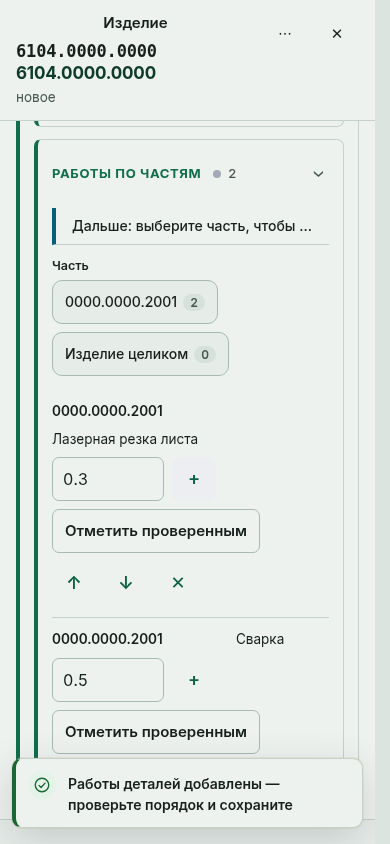 Изделие
6104.0000.0000
6104.0000.0000
новое
РАБОТЫ ПО ЧАСТЯМ 2
Дальше: выберите часть, чтобы ...
Часть
0000.0000.2001 2
Изделие целиком 0
0000.0000.2001
Лазерная резка листа
0.3 +
Отметить проверенным
0000.0000.2001 Сварка
0.5 +
Отметить проверенным
Работы деталей добавлены —
проверьте порядок и сохраните